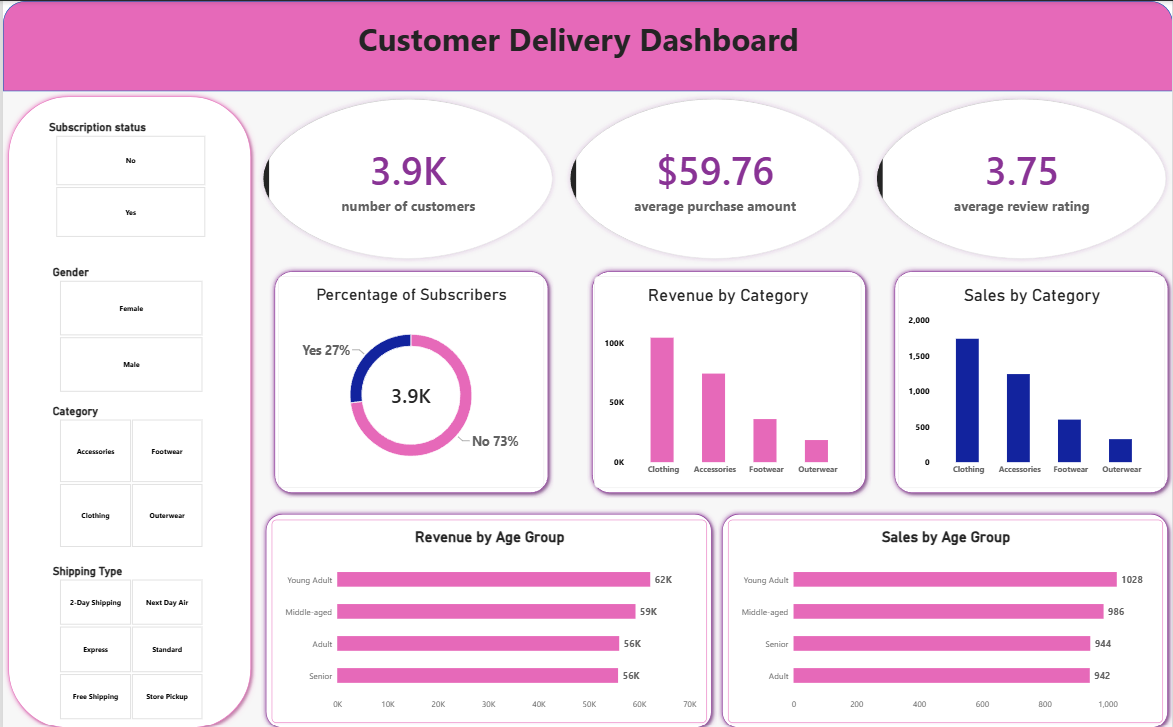 Customer Delivery Dashboard
Subscription status
No
Yes
Gender
Female
Male
Category
Accessories
Footwear
Clothing
Outerwear
Shipping Type
2-Day Shipping
Next Day Air
Express
Standard
Free Shipping
Store Pickup
3.9K
number of customers
$59.76
average purchase amount
3.75
average review rating
Percentage of Subscribers
Yes 27%
3.9K
No 73%
Revenue by Category
100K
50K
0K
Clothing Accessories Footwear Outerwear
Sales by Category
2,000
1,500
1,000
500
0
Clothing Accessories Footwear Outerwear
Revenue by Age Group
Young Adult 62K
Middle-aged 59K
Adult 56K
Senior 56K
0K 10K 20K 30K 40K 50K 60K 70K
Sales by Age Group
Young Adult 1028
Middle-aged 986
Senior 944
Adult 942
0 200 400 600 800 1,000